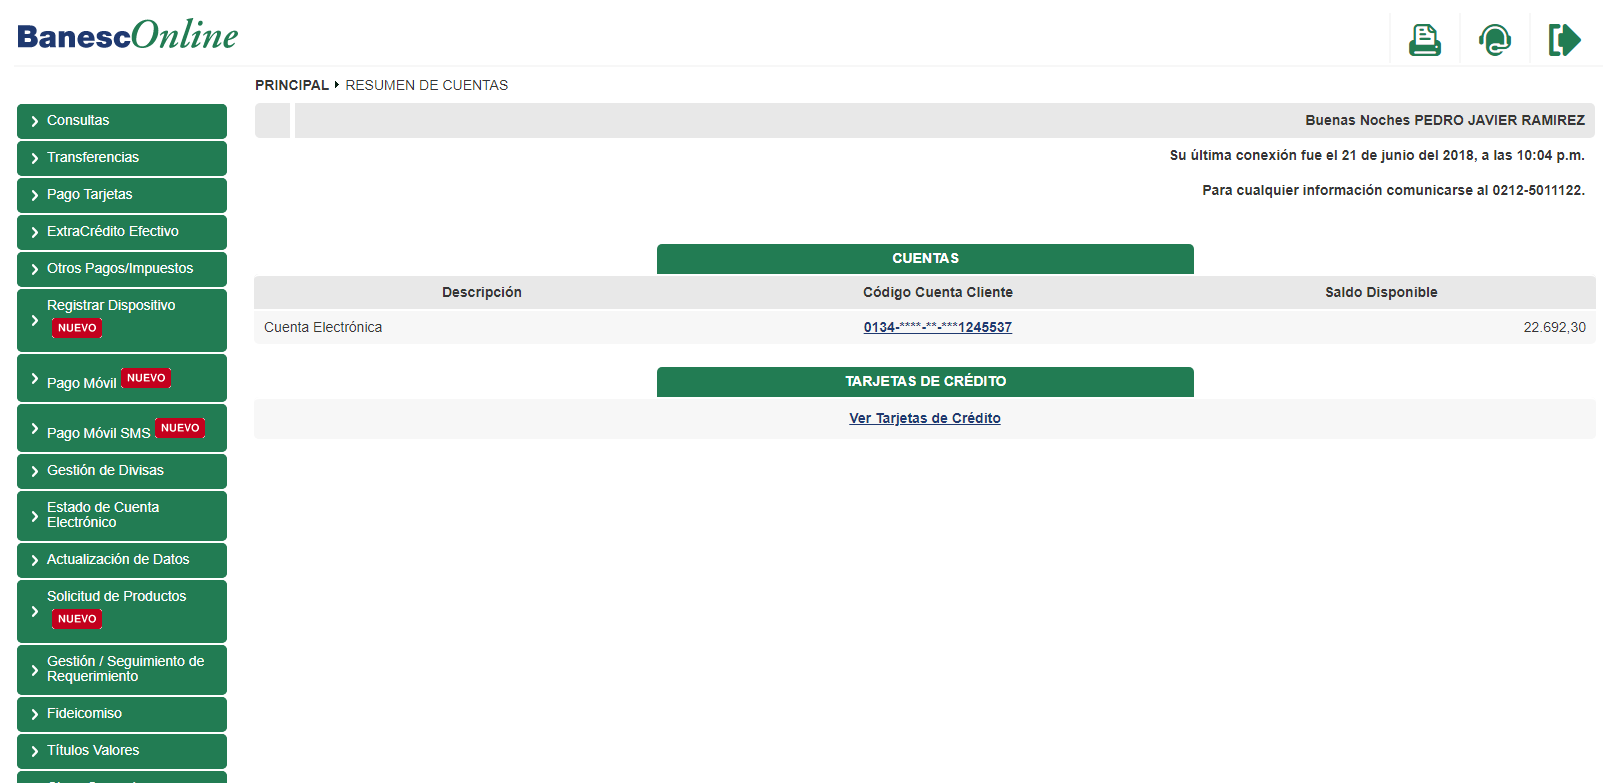 BanescOnline
PRINCIPAL RESUMEN DE CUENTAS
Buenas Noches PEDRO JAVIER RAMIREZ
Su última conexión fue el 21 de junio del 2018, a las 10:04 p.m.
Para cualquier información comunicarse al 0212-5011122.
Consultas
Transferencias
Pago Tarjetas
ExtraCrédito Efectivo
Otros Pagos/Impuestos
Registrar Dispositivo
NUEVO
Pago Móvil NUEVO
Pago Móvil SMS NUEVO
Gestión de Divisas
Estado de Cuenta
Electrónico
Actualización de Datos
Solicitud de Productos
NUEVO
Gestión / Seguimiento de
Requerimiento
Fideicomiso
Títulos Valores
CUENTAS
Descripción Código Cuenta Cliente Saldo Disponible
Cuenta Electrónica 0134-****-**-***1245537 22.692,30
TARJETAS DE CRÉDITO
Ver Tarjetas de Crédito